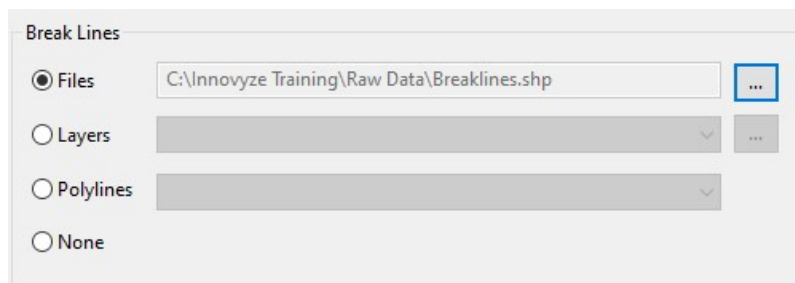 Break Lines
Files C:\Innovyze Training\Raw Data\Breaklines.shp ...
Layers ...
Polylines
None